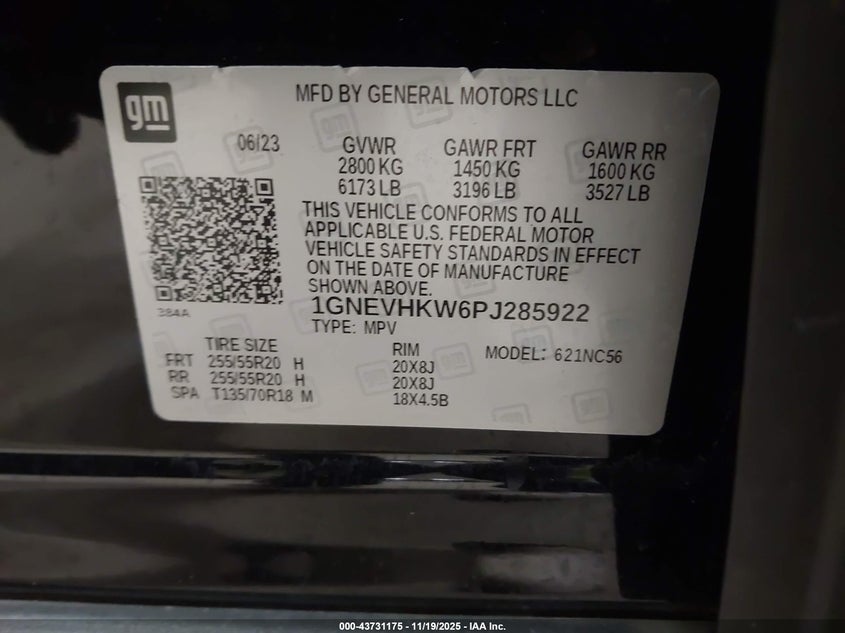 gm
MFD BY GENERAL MOTORS LLC
06/23 GVWR GAWR FRT GAWR RR
2800 KG 1450 KG 1600 KG
6173 LB 3196 LB 3527 LB
THIS VEHICLE CONFORMS TO ALL
APPLICABLE U.S. FEDERAL MOTOR
VEHICLE SAFETY STANDARDS IN EFFECT
ON THE DATE OF MANUFACTURE
SHOWN ABOVE.
384A
1GNEVHKW6PJ285922
TYPE: MPV
TIRE SIZE RIM MODEL: 621NC56
FRT 255/55R20 H 20X8J
RR 255/55R20 H 20X8J
SPA T135/70R18 M 18X4.5B
000-43731175 - 11/19/2025 - IAA Inc.